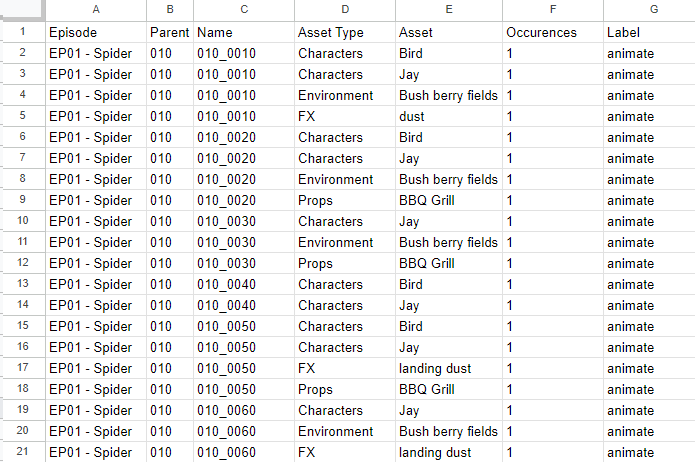 A B C D E F G
1 Episode Parent Name Asset Type Asset Occurences Label
2 EP01 - Spider 010 010_0010 Characters Bird 1 animate
3 EP01 - Spider 010 010_0010 Characters Jay 1 animate
4 EP01 - Spider 010 010_0010 Environment Bush berry fields 1 animate
5 EP01 - Spider 010 010_0010 FX dust 1 animate
6 EP01 - Spider 010 010_0020 Characters Bird 1 animate
7 EP01 - Spider 010 010_0020 Characters Jay 1 animate
8 EP01 - Spider 010 010_0020 Environment Bush berry fields 1 animate
9 EP01 - Spider 010 010_0020 Props BBQ Grill 1 animate
10 EP01 - Spider 010 010_0030 Characters Jay 1 animate
11 EP01 - Spider 010 010_0030 Environment Bush berry fields 1 animate
12 EP01 - Spider 010 010_0030 Props BBQ Grill 1 animate
13 EP01 - Spider 010 010_0040 Characters Bird 1 animate
14 EP01 - Spider 010 010_0040 Characters Jay 1 animate
15 EP01 - Spider 010 010_0050 Characters Bird 1 animate
16 EP01 - Spider 010 010_0050 Characters Jay 1 animate
17 EP01 - Spider 010 010_0050 FX landing dust 1 animate
18 EP01 - Spider 010 010_0050 Props BBQ Grill 1 animate
19 EP01 - Spider 010 010_0060 Characters Jay 1 animate
20 EP01 - Spider 010 010_0060 Environment Bush berry fields 1 animate
21 EP01 - Spider 010 010_0060 FX landing dust 1 animate